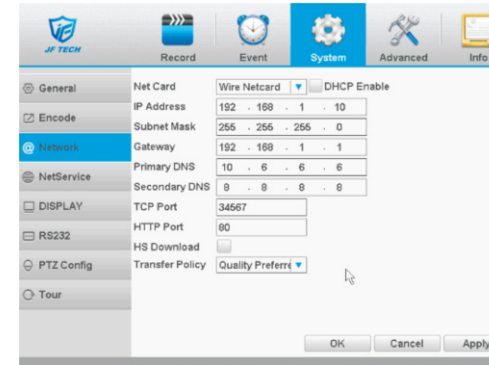 JF TECH
Record Event System Advanced Info
General
Encode
Network
NetService
DISPLAY
RS232
PTZ Config
Tour
Net Card Wire Netcard DHCP Enable
IP Address 192 . 168 . 1 . 10
Subnet Mask 255 . 255 . 255 . 0
Gateway 192 . 168 . 1 . 1
Primary DNS 10 . 6 . 6 . 6
Secondary DNS 8 . 8 . 8 . 8
TCP Port 34567
HTTP Port 80
HS Download
Transfer Policy Quality Preferre
OK Cancel Apply